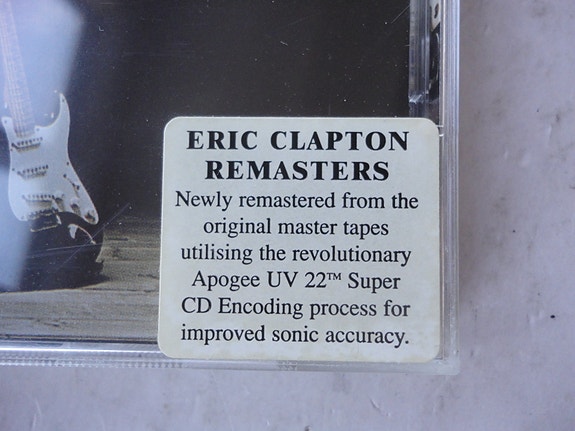 ERIC CLAPTON
REMASTERS
Newly remastered from the
original master tapes
utilising the revolutionary
Apogee UV 22™ Super
CD Encoding process for
improved sonic accuracy.